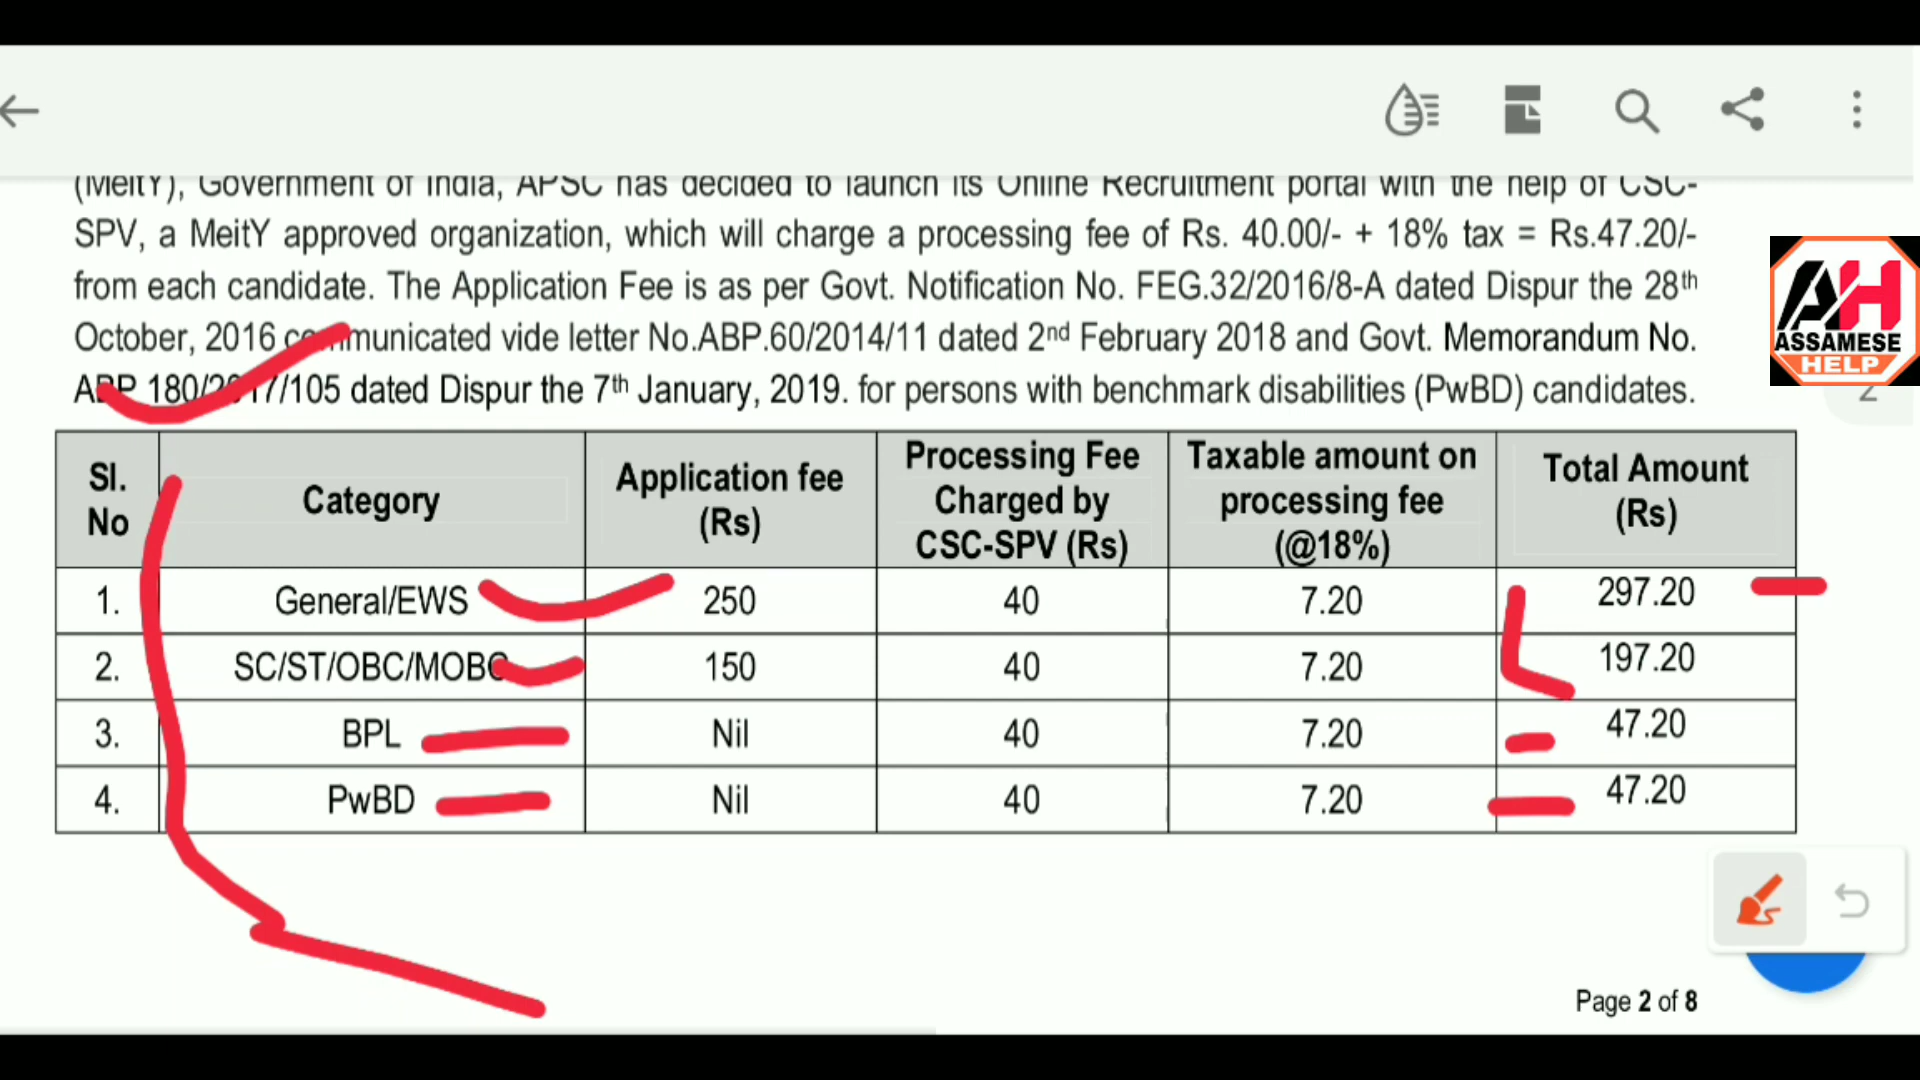 (MeitY), Government of India, APSC has decided to launch its Online Recruitment portal with the help of CSC-
SPV, a MeitY approved organization, which will charge a processing fee of Rs. 40.00/- + 18% tax = Rs.47.20/-
from each candidate. The Application Fee is as per Govt. Notification No. FEG.32/2016/8-A dated Dispur the 28th
October, 2016 communicated vide letter No.ABP.60/2014/11 dated 2nd February 2018 and Govt. Memorandum No.
ABP 180/2017/105 dated Dispur the 7th January, 2019. for persons with benchmark disabilities (PwBD) candidates.
AH
ASSAMESE
HELP
2
Sl. No Category Application fee (Rs) Processing Fee Charged by CSC-SPV (Rs) Taxable amount on processing fee (@18%) Total Amount (Rs)
1. General/EWS 250 40 7.20 297.20
2. SC/ST/OBC/MOBC 150 40 7.20 197.20
3. BPL Nil 40 7.20 47.20
4. PwBD Nil 40 7.20 47.20
Page 2 of 8